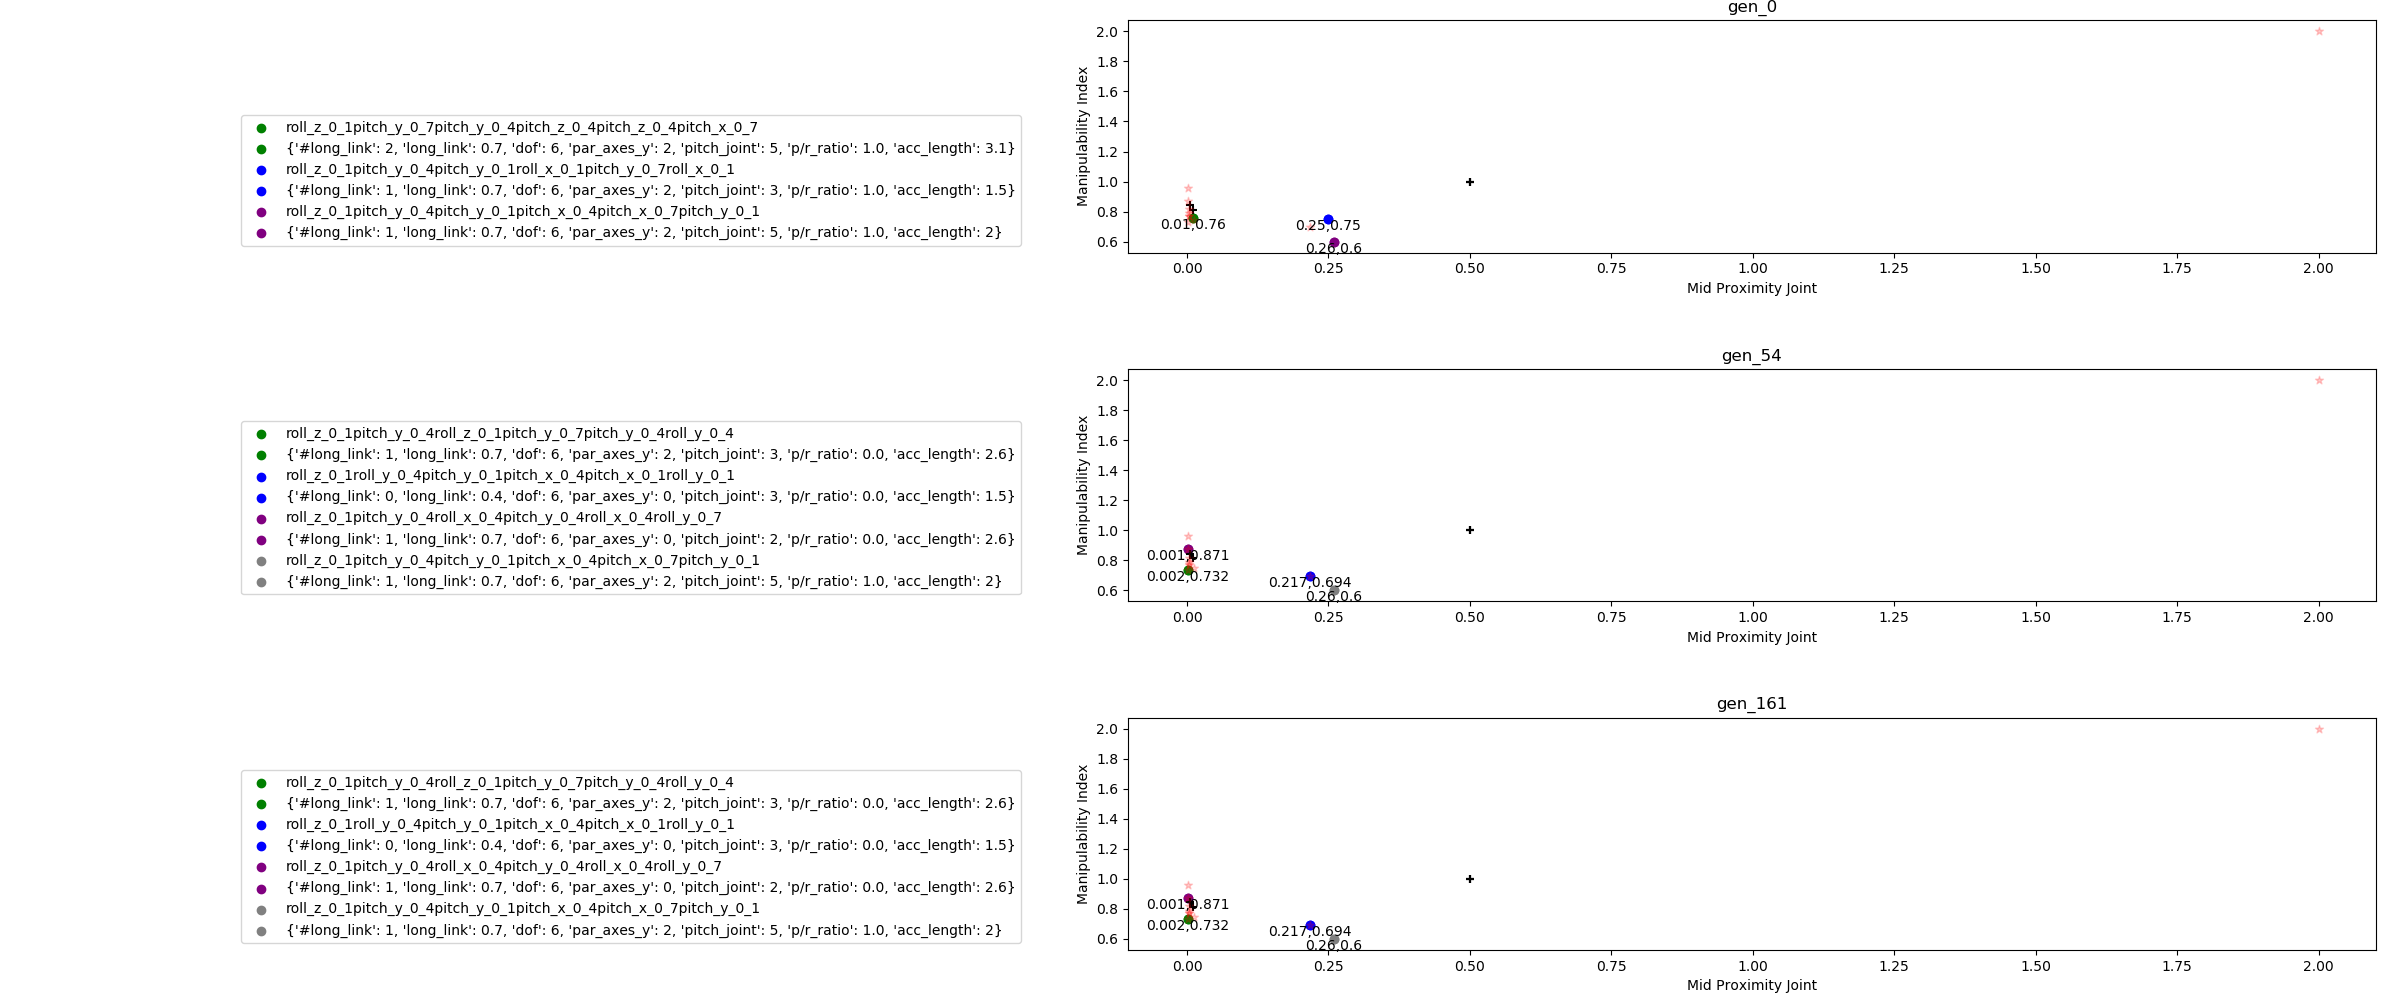 gen_0
roll_z_0_1pitch_y_0_7pitch_y_0_4pitch_z_0_4pitch_z_0_4pitch_x_0_7
{'#long_link': 2, 'long_link': 0.7, 'dof': 6, 'par_axes_y': 2, 'pitch_joint': 5, 'p/r_ratio': 1.0, 'acc_length': 3.1}
roll_z_0_1pitch_y_0_4pitch_y_0_1roll_x_0_1pitch_y_0_7roll_x_0_1
{'#long_link': 1, 'long_link': 0.7, 'dof': 6, 'par_axes_y': 2, 'pitch_joint': 3, 'p/r_ratio': 1.0, 'acc_length': 1.5}
roll_z_0_1pitch_y_0_4pitch_y_0_1pitch_x_0_4pitch_x_0_7pitch_y_0_1
{'#long_link': 1, 'long_link': 0.7, 'dof': 6, 'par_axes_y': 2, 'pitch_joint': 5, 'p/r_ratio': 1.0, 'acc_length': 2}
Manipulability Index
2.0
1.8
1.6
1.4
1.2
1.0
0.8
0.6
0.01,0.76
0.25,0.75
0.26,0.6
0.00 0.25 0.50 0.75 1.00 1.25 1.50 1.75 2.00
Mid Proximity Joint
gen_54
roll_z_0_1pitch_y_0_4roll_z_0_1pitch_y_0_7pitch_y_0_4roll_y_0_4
{'#long_link': 1, 'long_link': 0.7, 'dof': 6, 'par_axes_y': 2, 'pitch_joint': 3, 'p/r_ratio': 0.0, 'acc_length': 2.6}
roll_z_0_1roll_y_0_4pitch_y_0_1pitch_x_0_4pitch_x_0_1roll_y_0_1
{'#long_link': 0, 'long_link': 0.4, 'dof': 6, 'par_axes_y': 0, 'pitch_joint': 3, 'p/r_ratio': 0.0, 'acc_length': 1.5}
roll_z_0_1pitch_y_0_4roll_x_0_4pitch_y_0_4roll_x_0_4roll_y_0_7
{'#long_link': 1, 'long_link': 0.7, 'dof': 6, 'par_axes_y': 0, 'pitch_joint': 2, 'p/r_ratio': 0.0, 'acc_length': 2.6}
roll_z_0_1pitch_y_0_4pitch_y_0_1pitch_x_0_4pitch_x_0_7pitch_y_0_1
{'#long_link': 1, 'long_link': 0.7, 'dof': 6, 'par_axes_y': 2, 'pitch_joint': 5, 'p/r_ratio': 1.0, 'acc_length': 2}
Manipulability Index
2.0
1.8
1.6
1.4
1.2
1.0
0.8
0.6
0.001,0.871
0.002,0.732
0.217,0.694
0.26,0.6
0.00 0.25 0.50 0.75 1.00 1.25 1.50 1.75 2.00
Mid Proximity Joint
gen_161
roll_z_0_1pitch_y_0_4roll_z_0_1pitch_y_0_7pitch_y_0_4roll_y_0_4
{'#long_link': 1, 'long_link': 0.7, 'dof': 6, 'par_axes_y': 2, 'pitch_joint': 3, 'p/r_ratio': 0.0, 'acc_length': 2.6}
roll_z_0_1roll_y_0_4pitch_y_0_1pitch_x_0_4pitch_x_0_1roll_y_0_1
{'#long_link': 0, 'long_link': 0.4, 'dof': 6, 'par_axes_y': 0, 'pitch_joint': 3, 'p/r_ratio': 0.0, 'acc_length': 1.5}
roll_z_0_1pitch_y_0_4roll_x_0_4pitch_y_0_4roll_x_0_4roll_y_0_7
{'#long_link': 1, 'long_link': 0.7, 'dof': 6, 'par_axes_y': 0, 'pitch_joint': 2, 'p/r_ratio': 0.0, 'acc_length': 2.6}
roll_z_0_1pitch_y_0_4pitch_y_0_1pitch_x_0_4pitch_x_0_7pitch_y_0_1
{'#long_link': 1, 'long_link': 0.7, 'dof': 6, 'par_axes_y': 2, 'pitch_joint': 5, 'p/r_ratio': 1.0, 'acc_length': 2}
Manipulability Index
2.0
1.8
1.6
1.4
1.2
1.0
0.8
0.6
0.001,0.871
0.002,0.732
0.217,0.694
0.26,0.6
0.00 0.25 0.50 0.75 1.00 1.25 1.50 1.75 2.00
Mid Proximity Joint